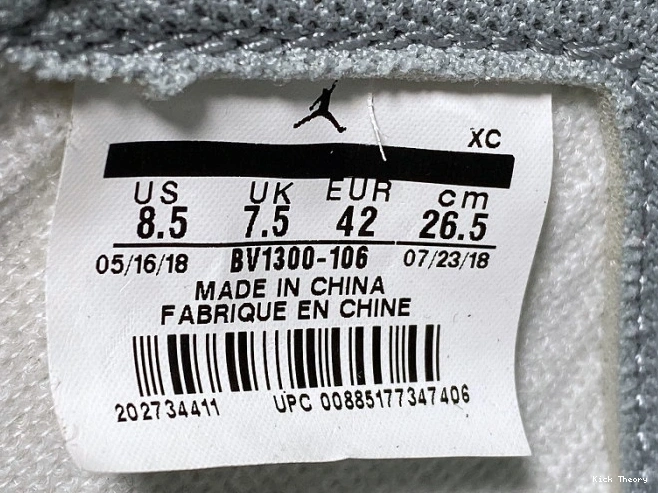 XC
US UK EUR cm
8.5 7.5 42 26.5
05/16/18 BV1300-106 07/23/18
MADE IN CHINA
FABRIQUE EN CHINE
202734411 UPC 00885177347406
Kick Theory